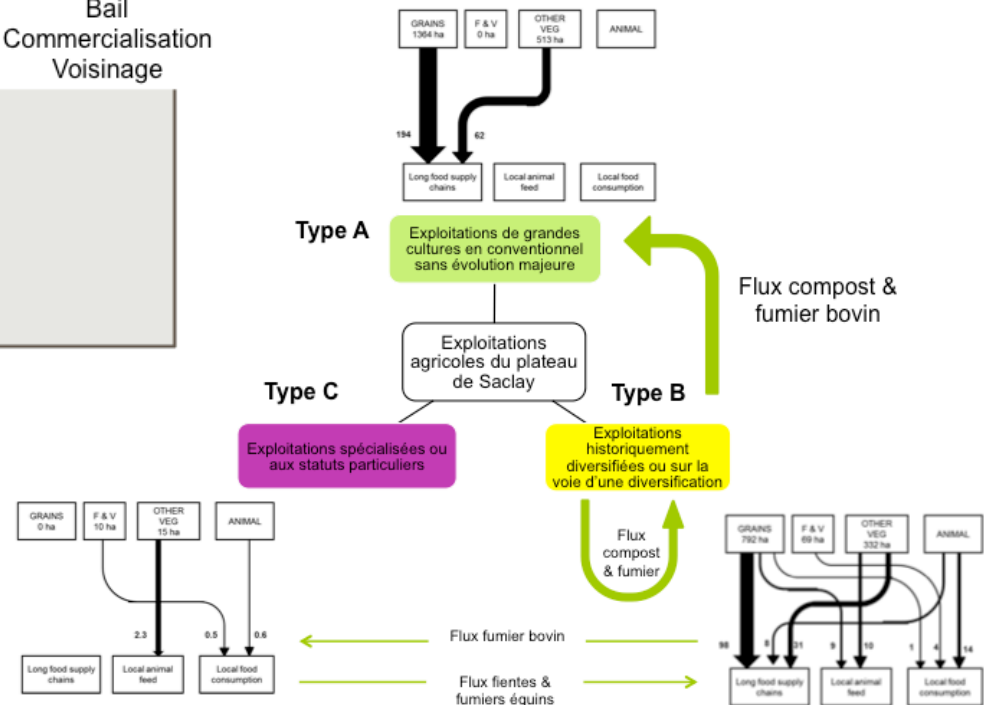 Bail
Commercialisation
Voisinage
GRAINS
1364 ha
F & V
0 ha
OTHER
VEG
513 ha
ANIMAL
194
62
Long food supply
chains
Local animal
feed
Local food
consumption
Type A
Exploitations de grandes
cultures en conventionnel
sans évolution majeure
Flux compost &
fumier bovin
Exploitations
agricoles du plateau
de Saclay
Type C
Type B
Exploitations spécialisées ou
aux statuts particuliers
Exploitations
historiquement
diversifiées ou sur la
voie d'une diversification
GRAINS
0 ha
F & V
10 ha
OTHER
VEG
15 ha
ANIMAL
2.3
0.5
0.6
Long food supply
chains
Local animal
feed
Local food
consumption
Flux
compost
& fumier
Flux fumier bovin
Flux fientes &
fumiers équins
GRAINS
792 ha
F & V
69 ha
OTHER
VEG
332 ha
ANIMAL
98
8
31
9
10
1
4
14
Long food supply
chains
Local animal
feed
Local food
consumption